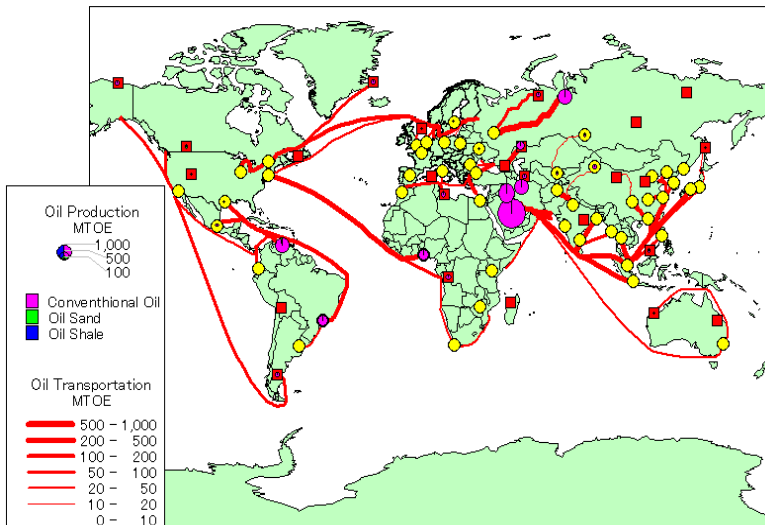 Oil Production
MTOE
1,000
500
100
Conventhional Oil
Oil Sand
Oil Shale
Oil Transportation
MTOE
500 - 1,000
200 - 500
100 - 200
50 - 100
20 - 50
10 - 20
0 - 10